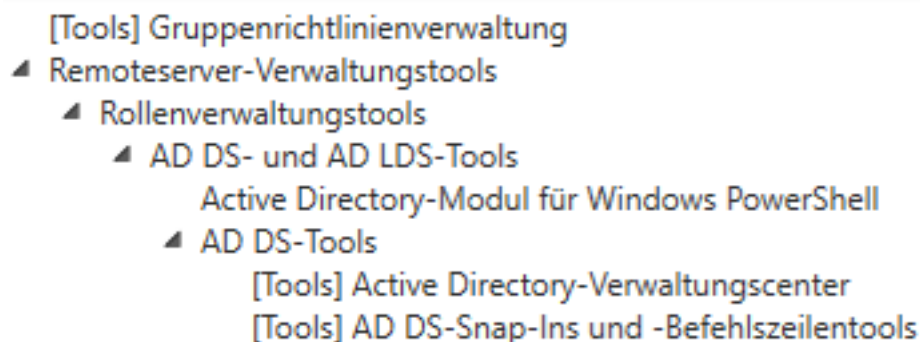 [Tools] Gruppenrichtlinienverwaltung
Remoteserver-Verwaltungstools
Rollenverwaltungstools
AD DS- und AD LDS-Tools
Active Directory-Modul für Windows PowerShell
AD DS-Tools
[Tools] Active Directory-Verwaltungscenter
[Tools] AD DS-Snap-Ins und -Befehlszeilentools